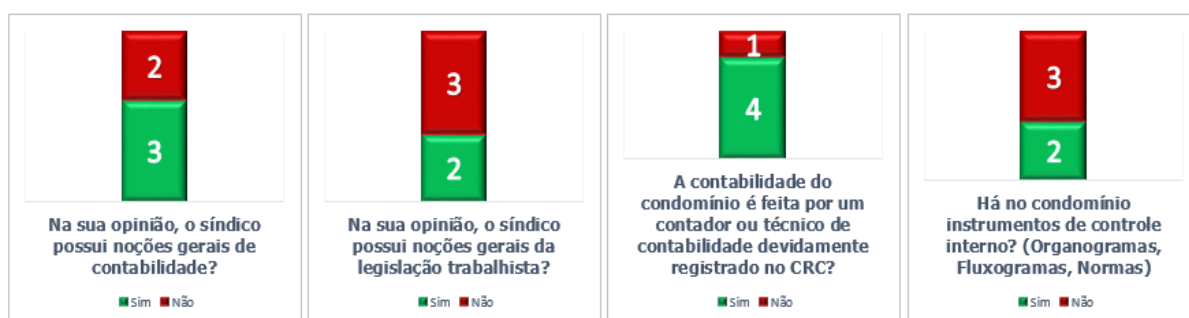 2
3
Na sua opinião, o síndico
possui noções gerais de
contabilidade?
Sim Não
3
2
Na sua opinião, o síndico
possui noções gerais da
legislação trabalhista?
Sim Não
1
4
A contabilidade do
condomínio é feita por um
contador ou técnico de
contabilidade devidamente
registrado no CRC?
Sim Não
3
2
Há no condomínio
instrumentos de controle
interno? (Organogramas,
Fluxogramas, Normas)
Sim Não